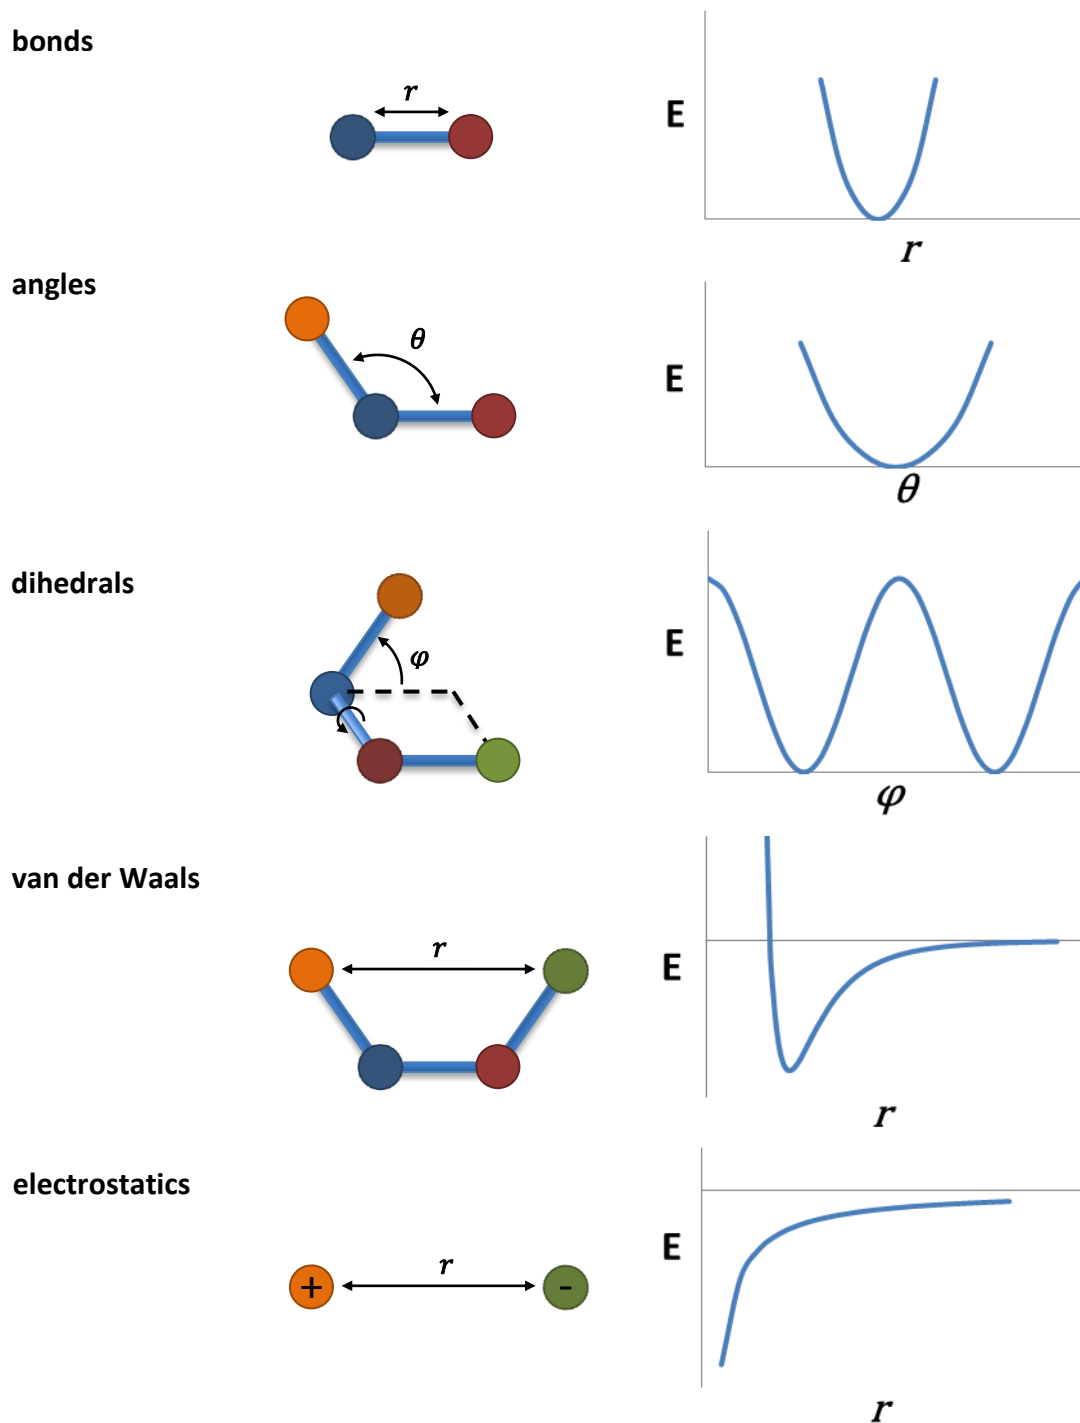 bonds
r
E
r
angles
θ
E
θ
dihedrals
φ
E
φ
van der Waals
r
E
r
electrostatics
+ r -
E
r